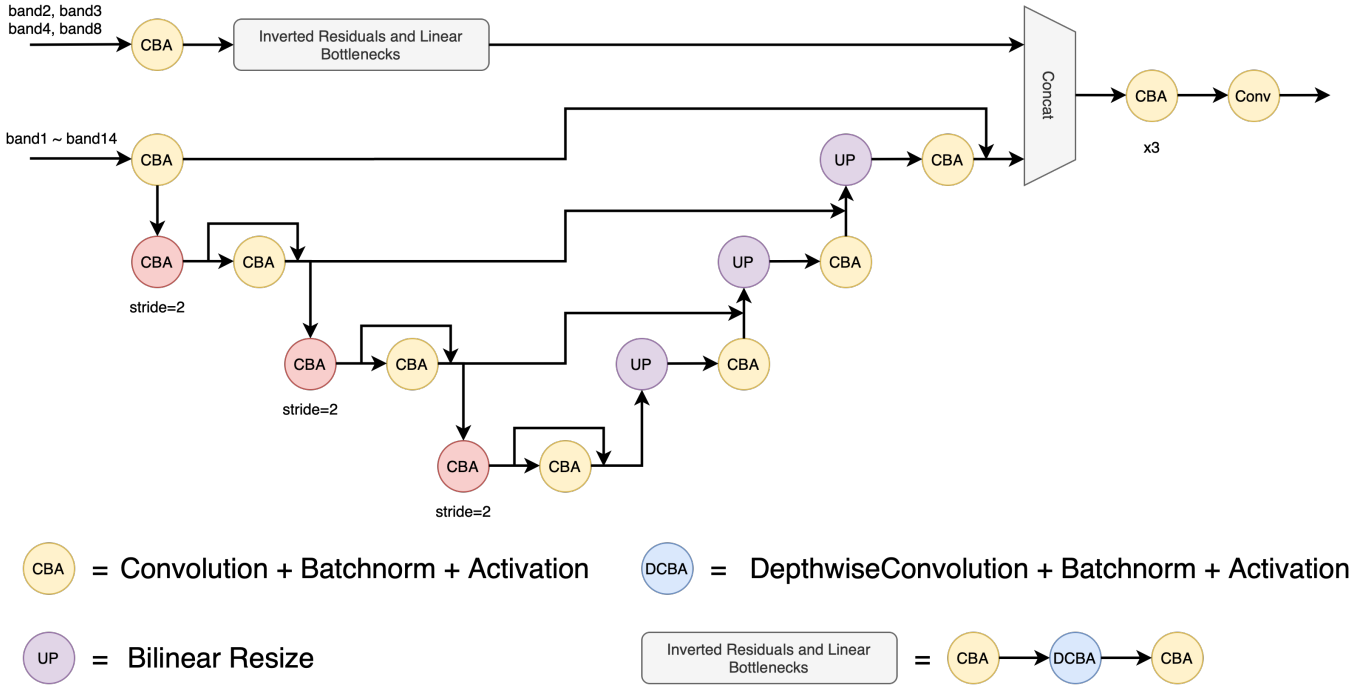 band2, band3
band4, band8
CBA
Inverted Residuals and Linear
Bottlenecks
Concat
CBA
Conv
x3
band1 ~ band14
CBA
UP
CBA
CBA
CBA
stride=2
UP
CBA
CBA
CBA
stride=2
UP
CBA
CBA
CBA
stride=2
CBA = Convolution + Batchnorm + Activation
DCBA = DepthwiseConvolution + Batchnorm + Activation
UP = Bilinear Resize
Inverted Residuals and Linear
Bottlenecks
= CBA DCBA CBA